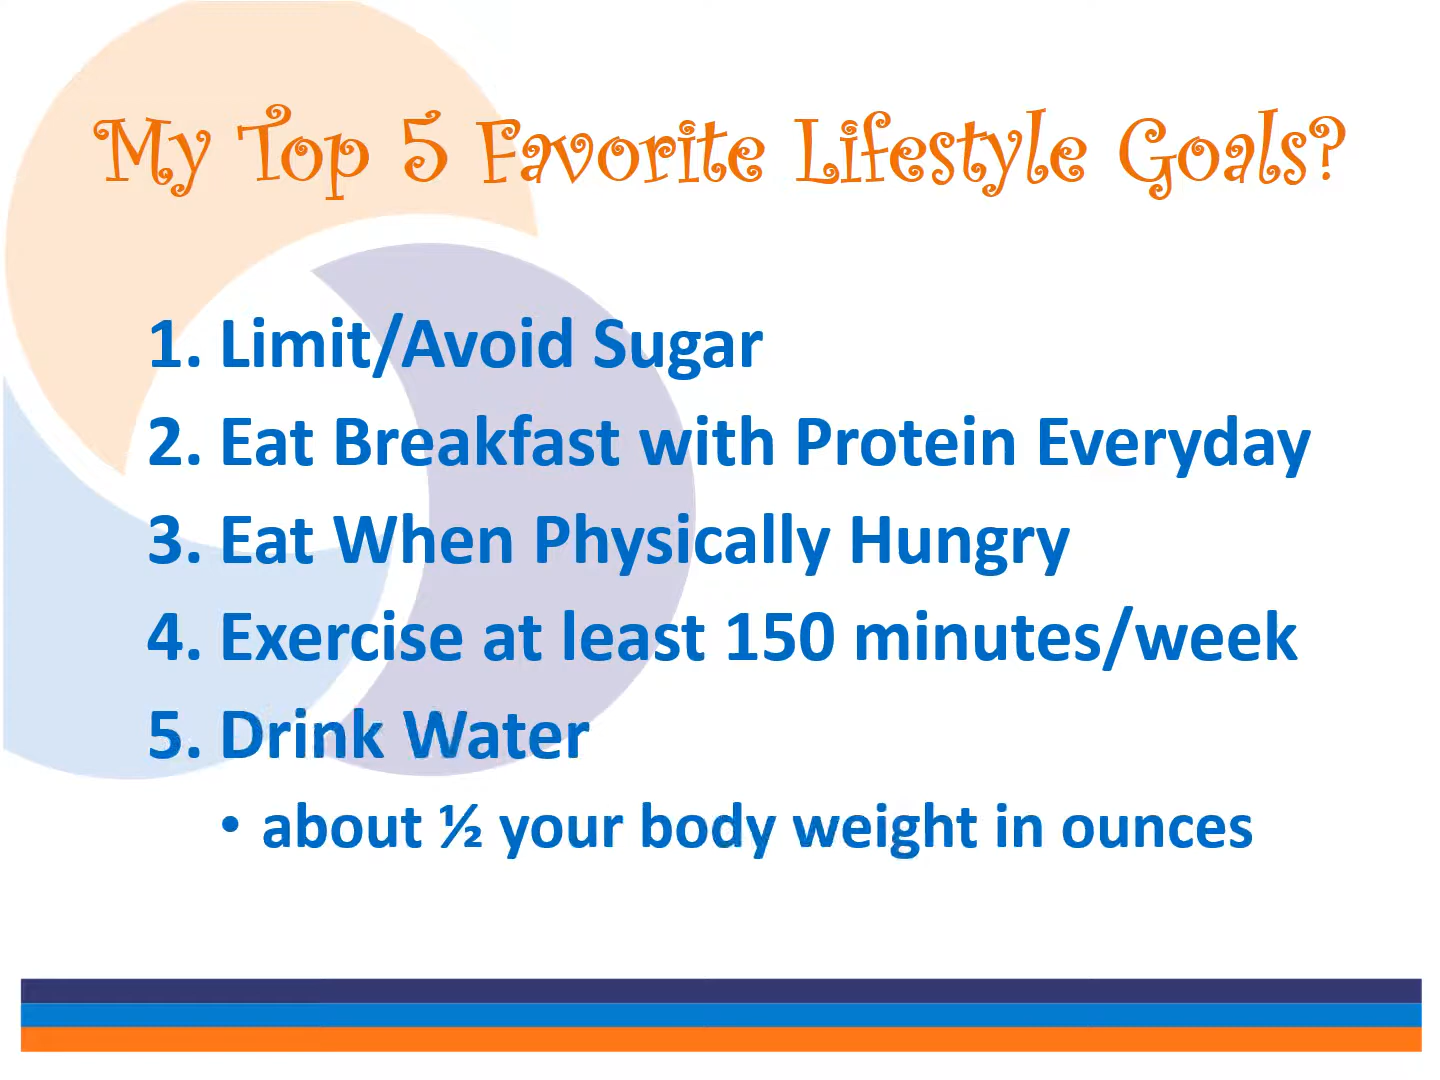 My Top 5 Favorite Lifestyle Goals?
1. Limit/Avoid Sugar
2. Eat Breakfast with Protein Everyday
3. Eat When Physically Hungry
4. Exercise at least 150 minutes/week
5. Drink Water
• about ½ your body weight in ounces